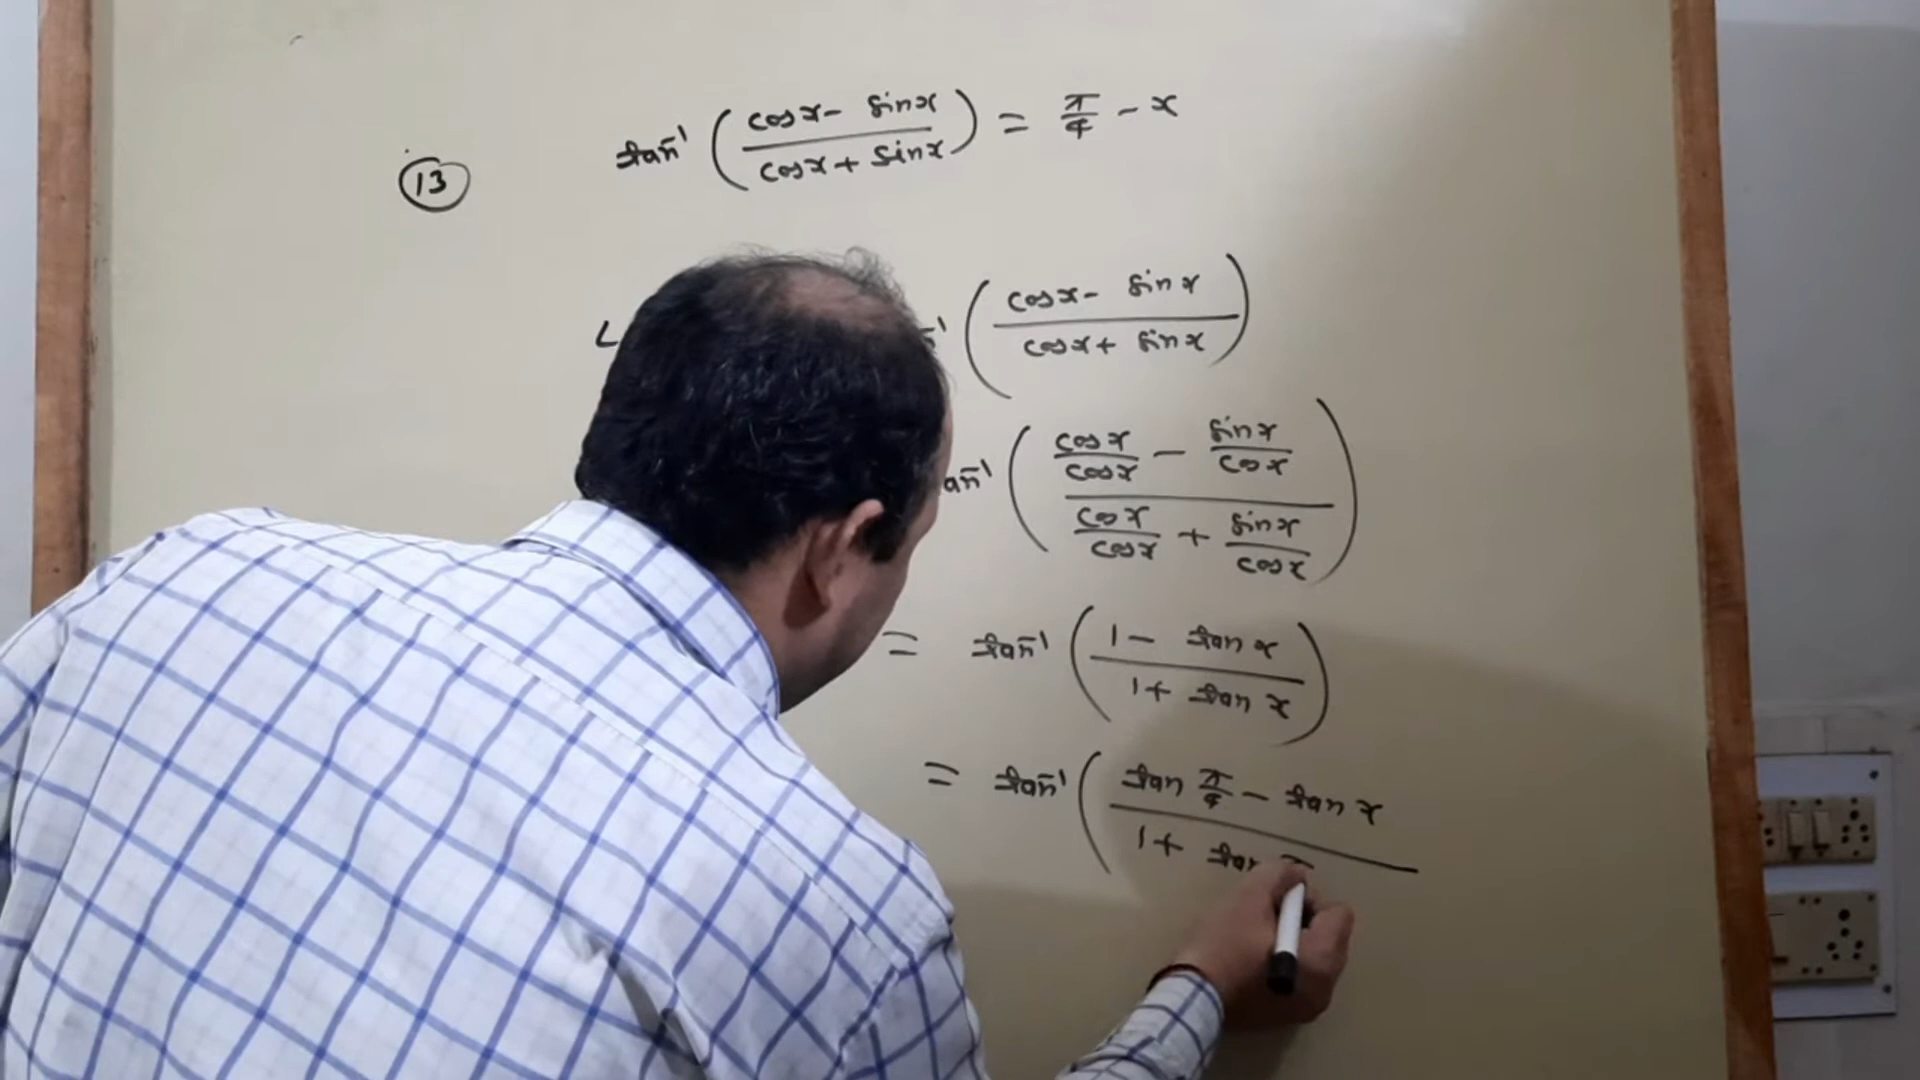 13
tan⁻¹ ( (cosx - sinx) / (cosx + sinx) ) = π/4 - x
L ⁻¹ ( (cosx - sinx) / (cosx + sinx) )
an⁻¹ ( (cosx/cosx - sinx/cosx) / (cosx/cosx + sinx/cosx) )
= tan⁻¹ ( (1 - tan x) / (1 + tan x) )
= tan⁻¹ ( (tan π/4 - tan x) / (1 + tan π